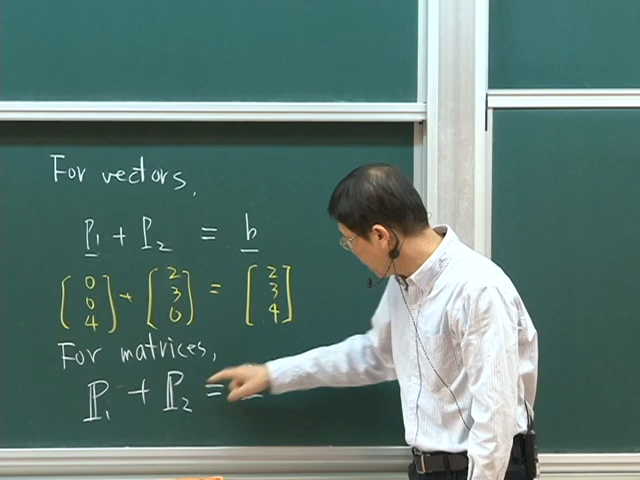 For vectors,
p₁ + p₂ = b
[0 0 4] + [2 3 0] = [2 3 4]
For matrices,
P₁ + P₂ =